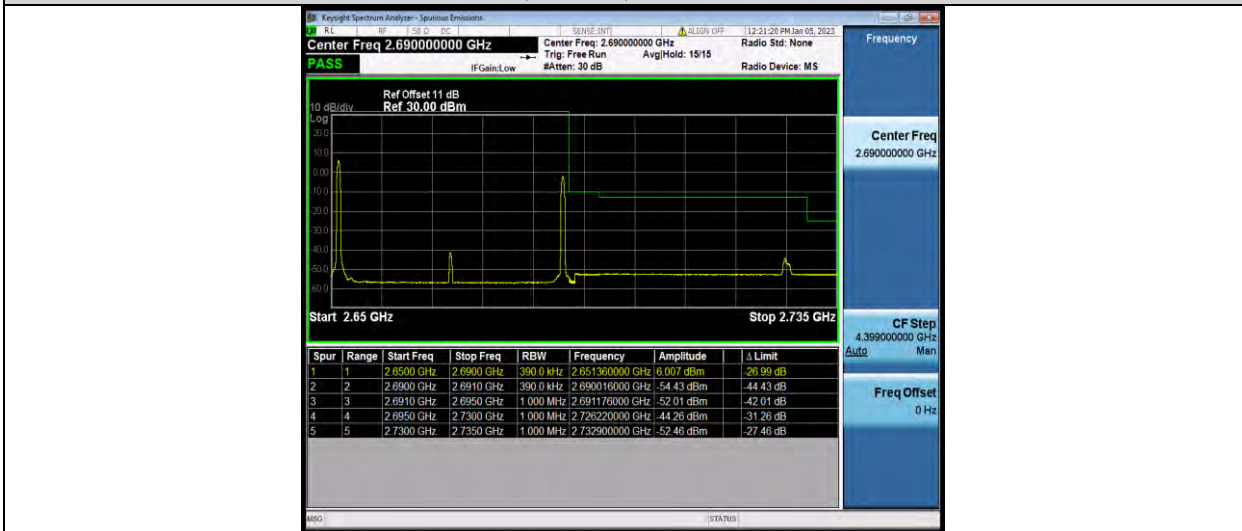 Keysight Spectrum Analyzer - Spurious Emissions
RL RF 50 Ω DC SENSE:INT ALIGN OFF 12:21:20 PM Jan 05, 2023
Center Freq 2.690000000 GHz Center Freq: 2.690000000 GHz Radio Std: None
Trig: Free Run Avg|Hold: 15/15
PASS IFGain:Low #Atten: 30 dB Radio Device: MS
Frequency
Ref Offset 11 dB
10 dB/div Ref 30.00 dBm
Log
20.0
10.0
0.00
-10.0
-20.0
-30.0
-40.0
-50.0
-60.0
Start 2.65 GHz Stop 2.735 GHz
Center Freq
2.690000000 GHz
CF Step
4.399000000 GHz
Auto Man
Freq Offset
0 Hz
Spur Range Start Freq Stop Freq RBW Frequency Amplitude Δ Limit
1 1 2.6500 GHz 2.6900 GHz 390.0 kHz 2.651360000 GHz 6.007 dBm -26.99 dB
2 2 2.6900 GHz 2.6910 GHz 390.0 kHz 2.690016000 GHz -54.43 dBm -44.43 dB
3 3 2.6910 GHz 2.6950 GHz 1.000 MHz 2.691176000 GHz -52.01 dBm -42.01 dB
4 4 2.6950 GHz 2.7300 GHz 1.000 MHz 2.726220000 GHz -44.26 dBm -31.26 dB
5 5 2.7300 GHz 2.7350 GHz 1.000 MHz 2.732900000 GHz -52.46 dBm -27.46 dB
MSG STATUS